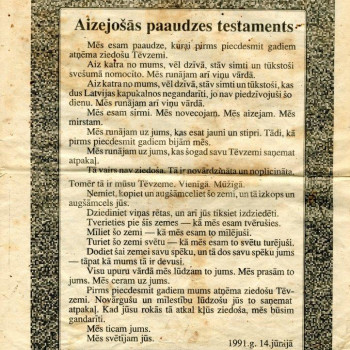 Aizejošās paaudzes testaments
Mēs esam paaudze, kuŗai pirms piecdesmit gadiem
atņēma ziedošu Tēvzemi.
Aiz katra no mums, vēl dzīvā, stāv simti un tūkstoši
svešumā nomocīto. Mēs runājam arī viņu vārdā.
Aiz katra no mums, vēl dzīvā, stāv simti un tūkstoši, kas
dus Latvijas kapukalnos negandarīti, jo nav piedzīvojuši šo
dienu. Mēs runājam arī viņu vārdā.
Mēs esam sirmi. Mēs novecojam. Mēs aizejam. Mēs
mirstam.
Mēs runājam uz jums, kas esat jauni un stipri. Tādi, kā
pirms piecdesmit gadiem bijām mēs.
Mēs runājam uz jums, kas šogad savu Tēvzemi saņemat
atpakaļ.
Tā vairs nav ziedoša. Tā ir novārdzināta un noplicināta.
Tomēr tā ir mūsu Tēvzeme. Vienīgā. Mūžīgā.
Ņemiet, kopiet un augšāmceliet šo zemi, un tā izkops un
augšāmcels jūs.
Dziediniet viņas rētas, un arī jūs tiksiet izdziedēti.
Tverieties pie šīs zemes — kā mēs esam tvērušies.
Mīliet šo zemi — kā mēs esam to mīlējuši.
Turiet šo zemi svētu — kā mēs esam to svētu turējuši.
Dodiet šai zemei savu spēku, un tā dos savu spēku jums
— tāpat kā mums tā ir devusi.
Visu upuru vārdā mēs lūdzam to jums. Mēs prasām to
jums. Mēs ceram uz jums.
Pirms piecdesmit gadiem mums atņēma ziedošu Tēv-
zemi. Novārgušu un mīlestību lūdzošu jūs to saņemat
atpakaļ. Kad jūsu rokās tā atkal kļūs ziedoša, mēs būsim
gandarīti.
Mēs ticam jums.
Mēs svētījam jūs.
1991.g. 14.jūnijā